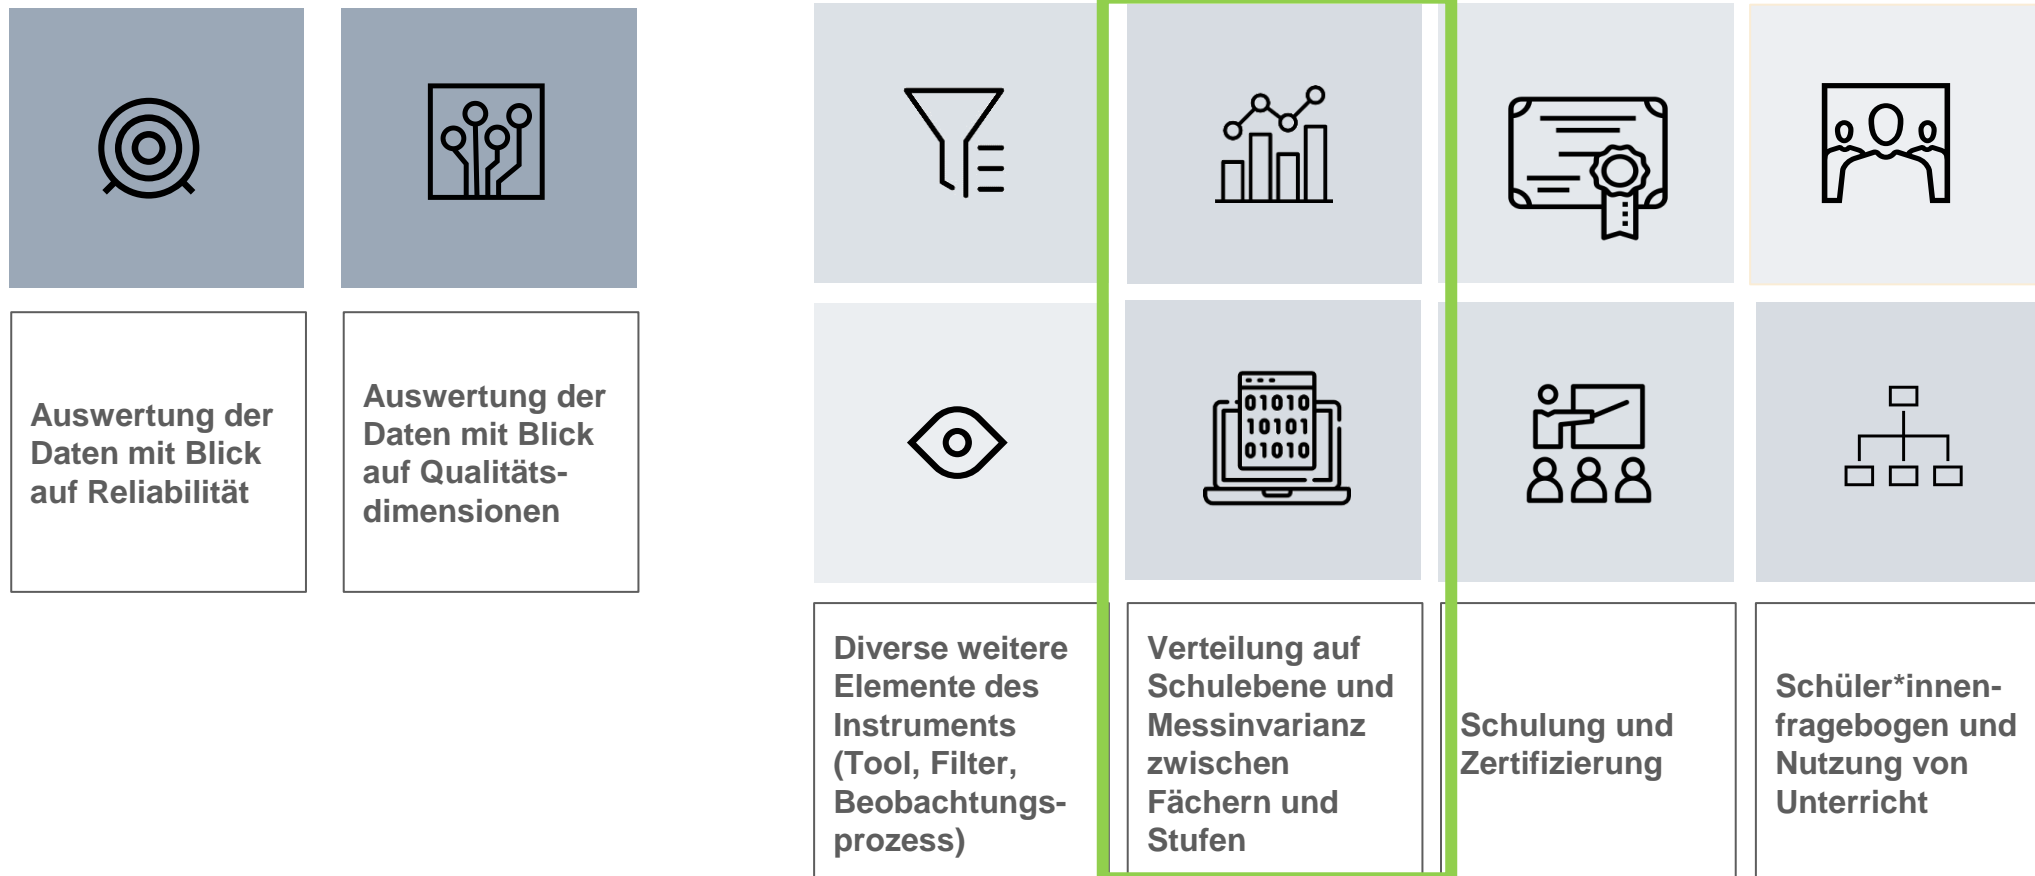 01010
10101
01010
Auswertung der
Daten mit Blick
auf Reliabilität
Auswertung der
Daten mit Blick
auf Qualitäts-
dimensionen
Diverse weitere
Elemente des
Instruments
(Tool, Filter,
Beobachtungs-
prozess)
Verteilung auf
Schulebene und
Messinvarianz
zwischen
Fächern und
Stufen
Schulung und
Zertifizierung
Schüler*innen-
fragebogen und
Nutzung von
Unterricht